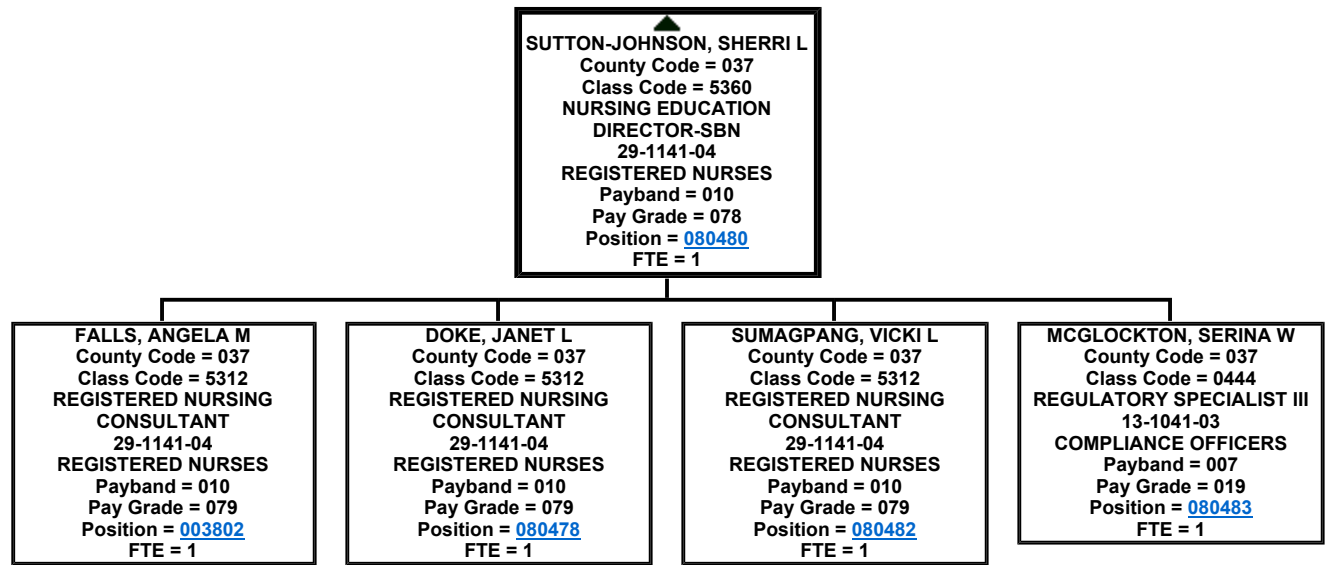 SUTTON-JOHNSON, SHERRI L
County Code = 037
Class Code = 5360
NURSING EDUCATION
DIRECTOR-SBN
29-1141-04
REGISTERED NURSES
Payband = 010
Pay Grade = 078
Position = 080480
FTE = 1
FALLS, ANGELA M
County Code = 037
Class Code = 5312
REGISTERED NURSING
CONSULTANT
29-1141-04
REGISTERED NURSES
Payband = 010
Pay Grade = 079
Position = 003802
FTE = 1
DOKE, JANET L
County Code = 037
Class Code = 5312
REGISTERED NURSING
CONSULTANT
29-1141-04
REGISTERED NURSES
Payband = 010
Pay Grade = 079
Position = 080478
FTE = 1
SUMAGPANG, VICKI L
County Code = 037
Class Code = 5312
REGISTERED NURSING
CONSULTANT
29-1141-04
REGISTERED NURSES
Payband = 010
Pay Grade = 079
Position = 080482
FTE = 1
MCGLOCKTON, SERINA W
County Code = 037
Class Code = 0444
REGULATORY SPECIALIST III
13-1041-03
COMPLIANCE OFFICERS
Payband = 007
Pay Grade = 019
Position = 080483
FTE = 1